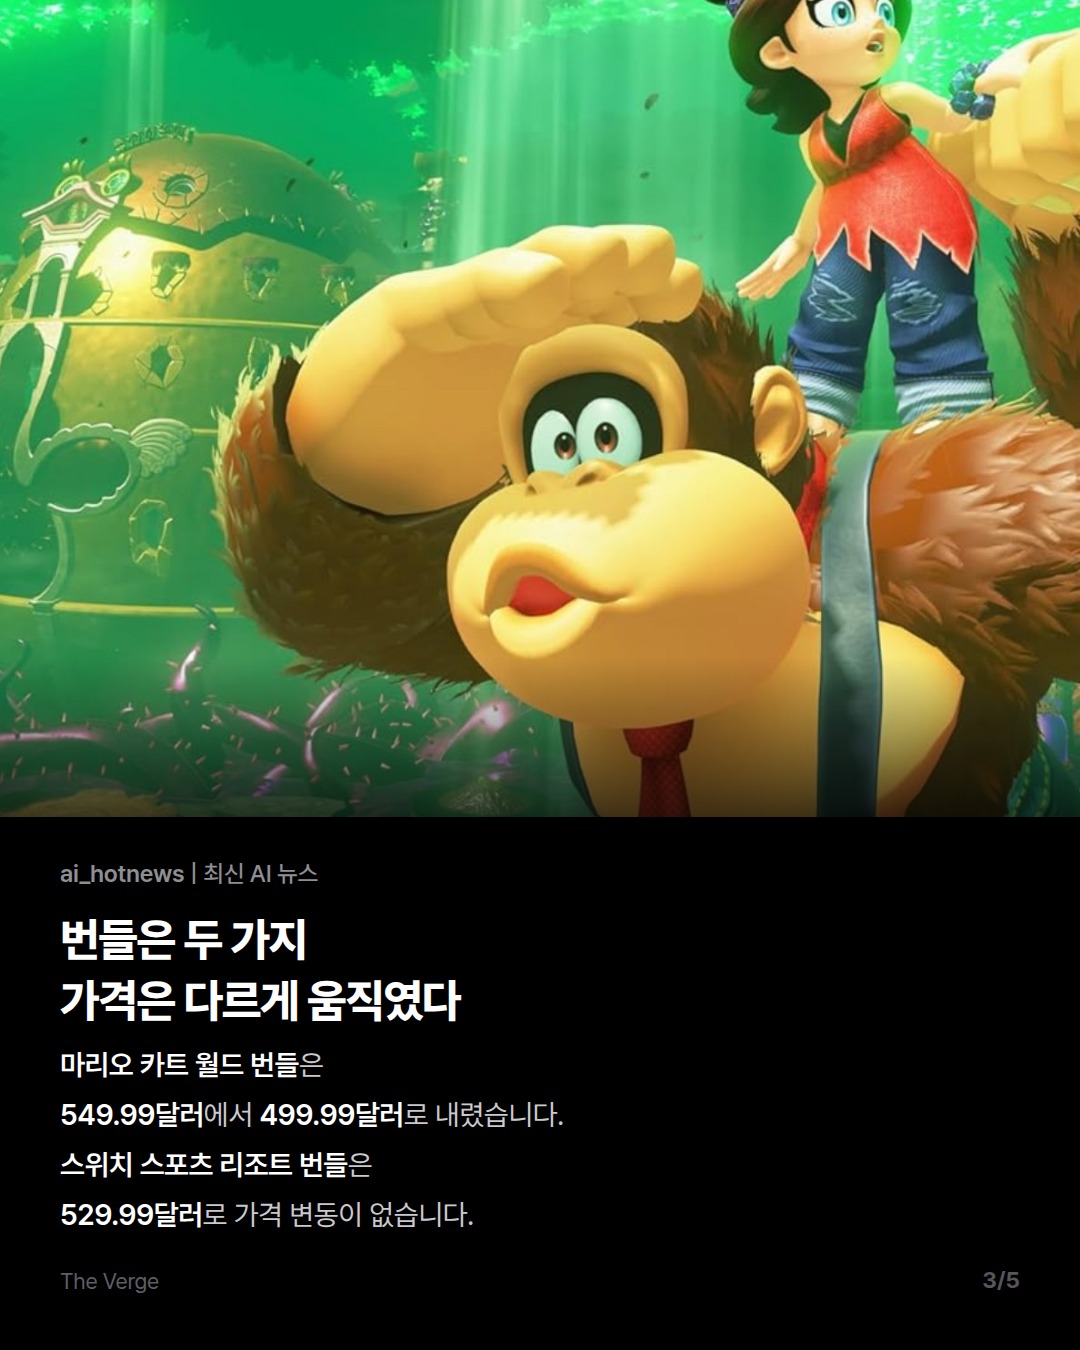 ai_hotnews | 최신 AI 뉴스
번들은 두 가지
가격은 다르게 움직였다
마리오 카트 월드 번들은
549.99달러에서 499.99달러로 내렸습니다.
스위치 스포츠 리조트 번들은
529.99달러로 가격 변동이 없습니다.
The Verge
3/5